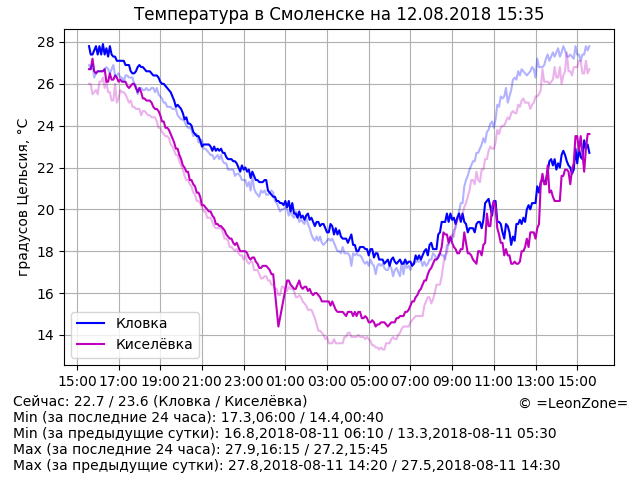 Температура в Смоленске на 12.08.2018 15:35
градусов Цельсия, °C
28
26
24
22
20
18
16
14
Кловка
Киселёвка
15:00 17:00 19:00 21:00 23:00 01:00 03:00 05:00 07:00 09:00 11:00 13:00 15:00
Сейчас: 22.7 / 23.6 (Кловка / Киселёвка)
© =LeonZone=
Min (за последние 24 часа): 17.3,06:00 / 14.4,00:40
Min (за предыдущие сутки): 16.8,2018-08-11 06:10 / 13.3,2018-08-11 05:30
Max (за последние 24 часа): 27.9,16:15 / 27.2,15:45
Max (за предыдущие сутки): 27.8,2018-08-11 14:20 / 27.5,2018-08-11 14:30